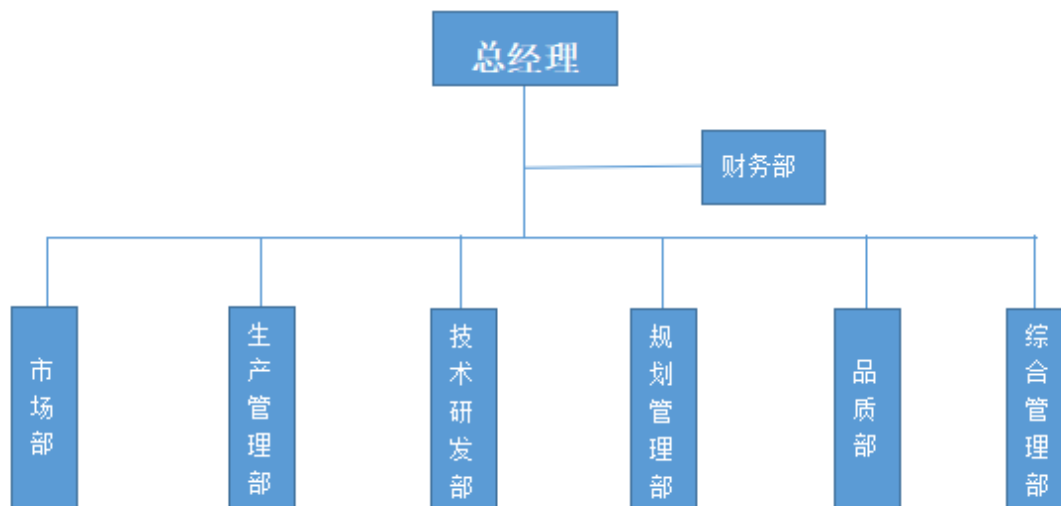 总经理
财务部
市场部
生产管理部
技术研发部
规划管理部
品质部
综合管理部